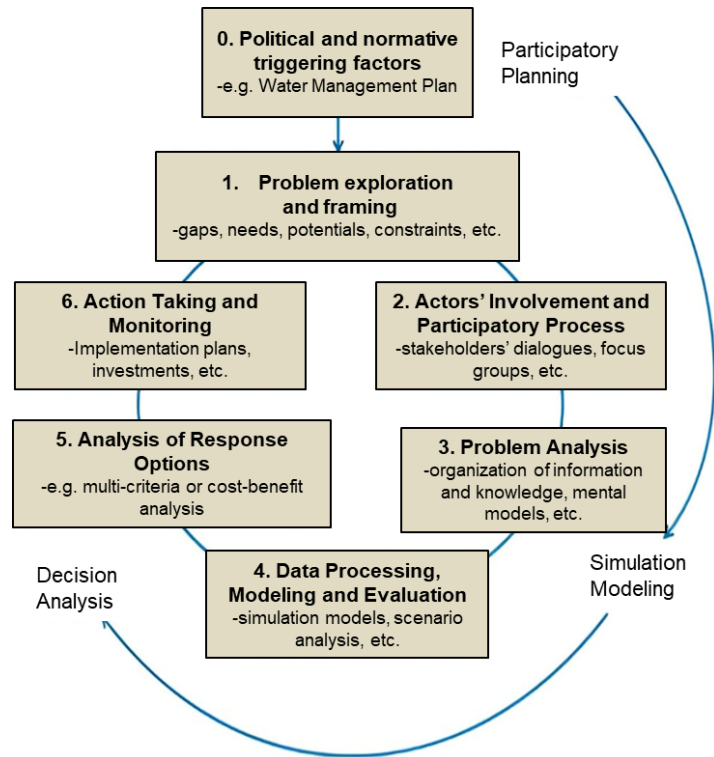 0. Political and normative
triggering factors
-e.g. Water Management Plan
Participatory
Planning
1. Problem exploration
and framing
-gaps, needs, potentials, constraints, etc.
6. Action Taking and
Monitoring
-Implementation plans,
investments, etc.
2. Actors’ Involvement and
Participatory Process
-stakeholders’ dialogues, focus
groups, etc.
5. Analysis of Response
Options
-e.g. multi-criteria or cost-benefit
analysis
3. Problem Analysis
-organization of information
and knowledge, mental
models, etc.
4. Data Processing,
Modeling and Evaluation
-simulation models, scenario
analysis, etc.
Simulation
Modeling
Decision
Analysis